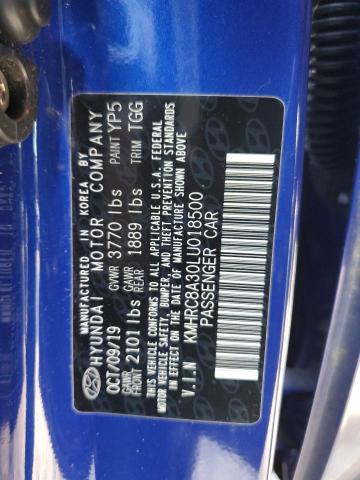 MANUFACTURED IN KOREA BY
HYUNDAI MOTOR COMPANY
OCT/09/19 GVWR 3770 lbs PAINT YP5
GAWR FRONT 2101 lbs GAWR REAR 1889 lbs TRIM TGG
THIS VEHICLE CONFORMS TO ALL APPLICABLE U.S.A. FEDERAL
MOTOR VEHICLE SAFETY, BUMPER, AND THEFT PREVENTION
STANDARDS IN EFFECT ON THE DATE OF MANUFACTURE
SHOWN ABOVE.
V.I.N KMHRC8A30LU018500
PASSENGER CAR